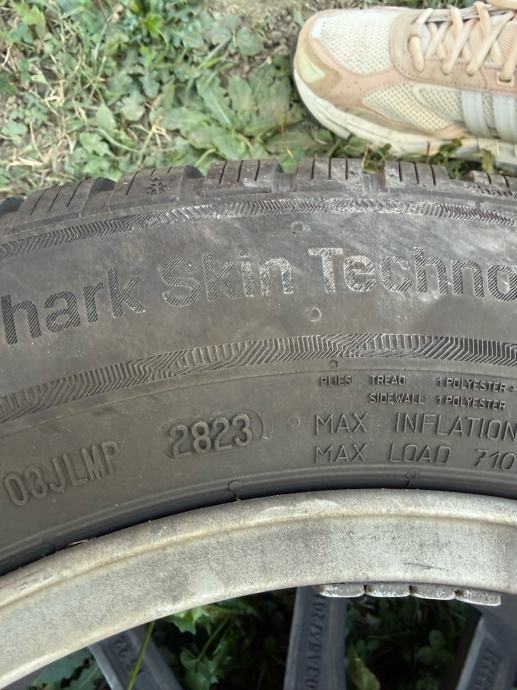 hark Skin Techno
PLIES TREAD 1 POLYESTER +
SIDEWALL 1 POLYESTER
03JLMP 2823 MAX INFLATION
MAX LOAD 710